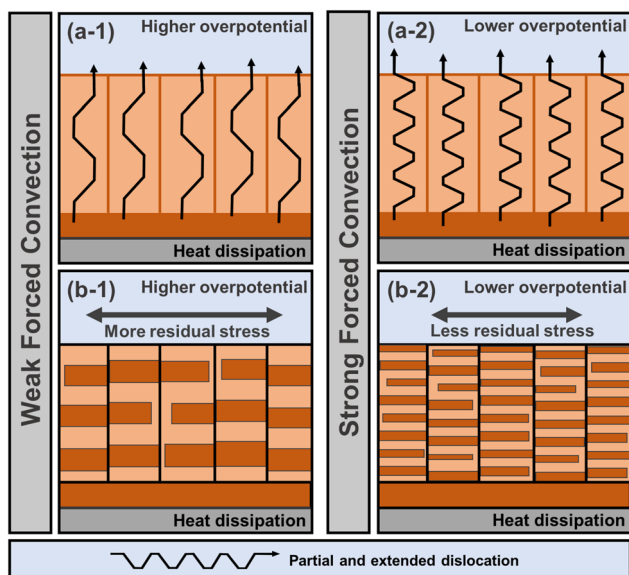 Weak Forced Convection
(a-1)
Higher overpotential
Heat dissipation
(b-1)
Higher overpotential
More residual stress
Heat dissipation
Strong Forced Convection
(a-2)
Lower overpotential
Heat dissipation
(b-2)
Lower overpotential
Less residual stress
Heat dissipation
Partial and extended dislocation